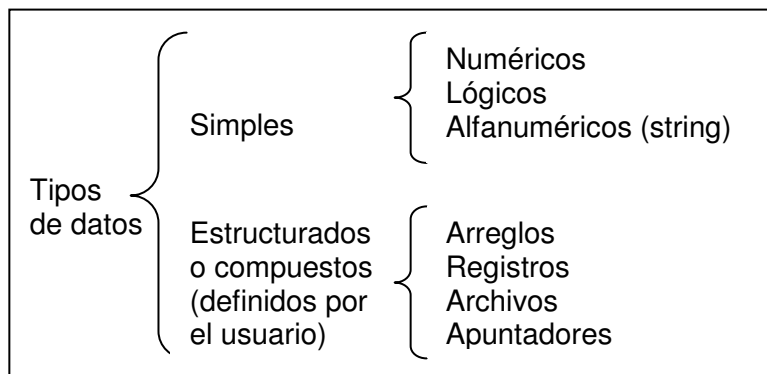 Tipos
de datos
Simples
Numéricos
Lógicos
Alfanuméricos (string)
Estructurados
o compuestos
(definidos por
el usuario)
Arreglos
Registros
Archivos
Apuntadores